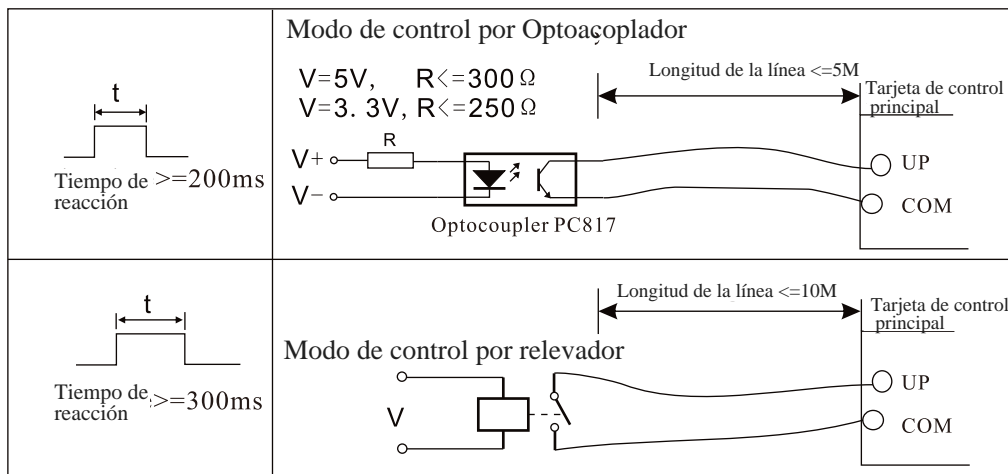 Modo de control por Optoacoplador
V=5V, R<=300Ω
V=3.3V, R<=250Ω
Longitud de la línea <=5M
Tarjeta de control
principal
t
Tiempo de >=200ms
reacción
R
V+
V-
Optocoupler PC817
UP
COM
Longitud de la línea <=10M
Tarjeta de control
principal
t
Tiempo de >=300ms
reacción
Modo de control por relevador
V
UP
COM